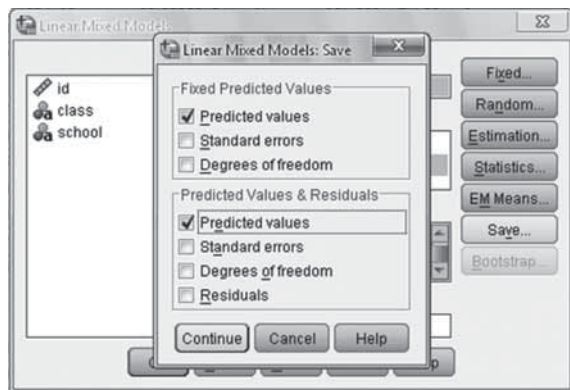 Linear Mixed Models
Linear Mixed Models: Save
id
class
school
Fixed Predicted Values
Predicted values
Standard errors
Degrees of freedom
Predicted Values & Residuals
Predicted values
Standard errors
Degrees of freedom
Residuals
Continue
Cancel
Help
Fixed...
Random...
Estimation...
Statistics...
EM Means...
Save...
Bootstrap...